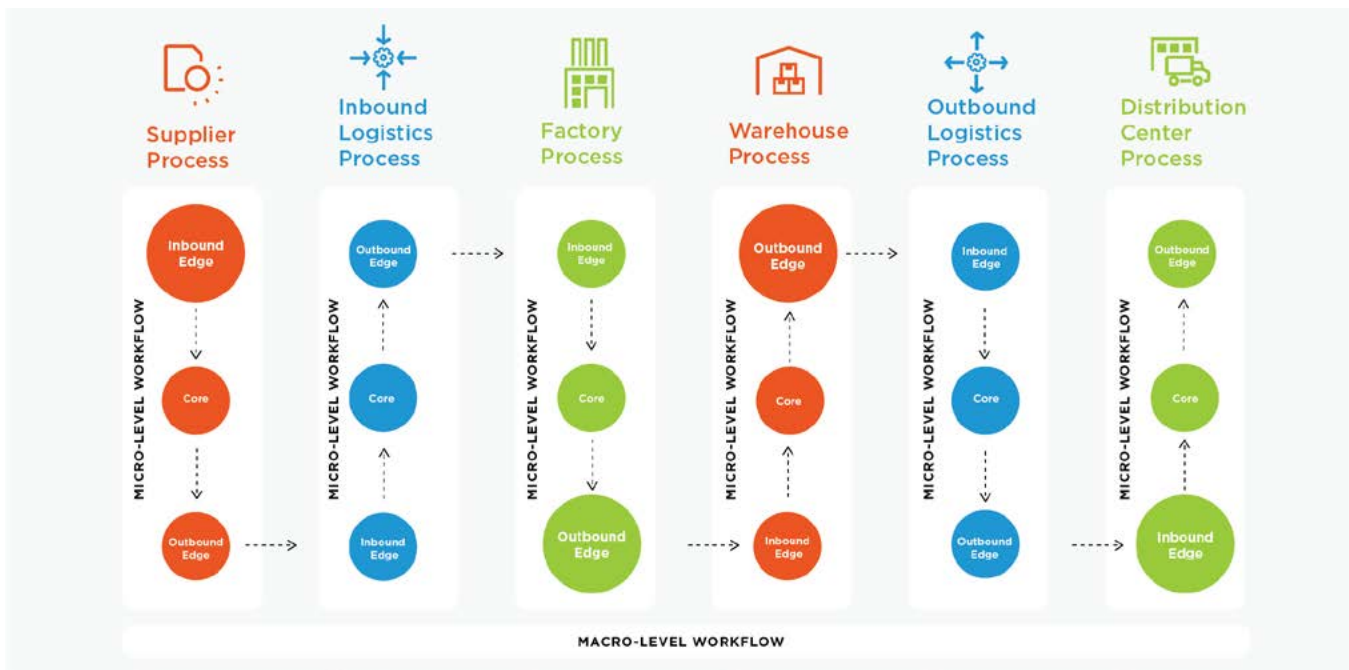 Supplier
Process
Inbound
Logistics
Process
Factory
Process
Warehouse
Process
Outbound
Logistics
Process
Distribution
Center
Process
MICRO-LEVEL WORKFLOW
Inbound
Edge
Core
Outbound
Edge
MICRO-LEVEL WORKFLOW
Outbound
Edge
Core
Inbound
Edge
MICRO-LEVEL WORKFLOW
Inbound
Edge
Core
Outbound
Edge
MICRO-LEVEL WORKFLOW
Outbound
Edge
Core
Inbound
Edge
MICRO-LEVEL WORKFLOW
Inbound
Edge
Core
Outbound
Edge
MICRO-LEVEL WORKFLOW
Outbound
Edge
Core
Inbound
Edge
MACRO-LEVEL WORKFLOW